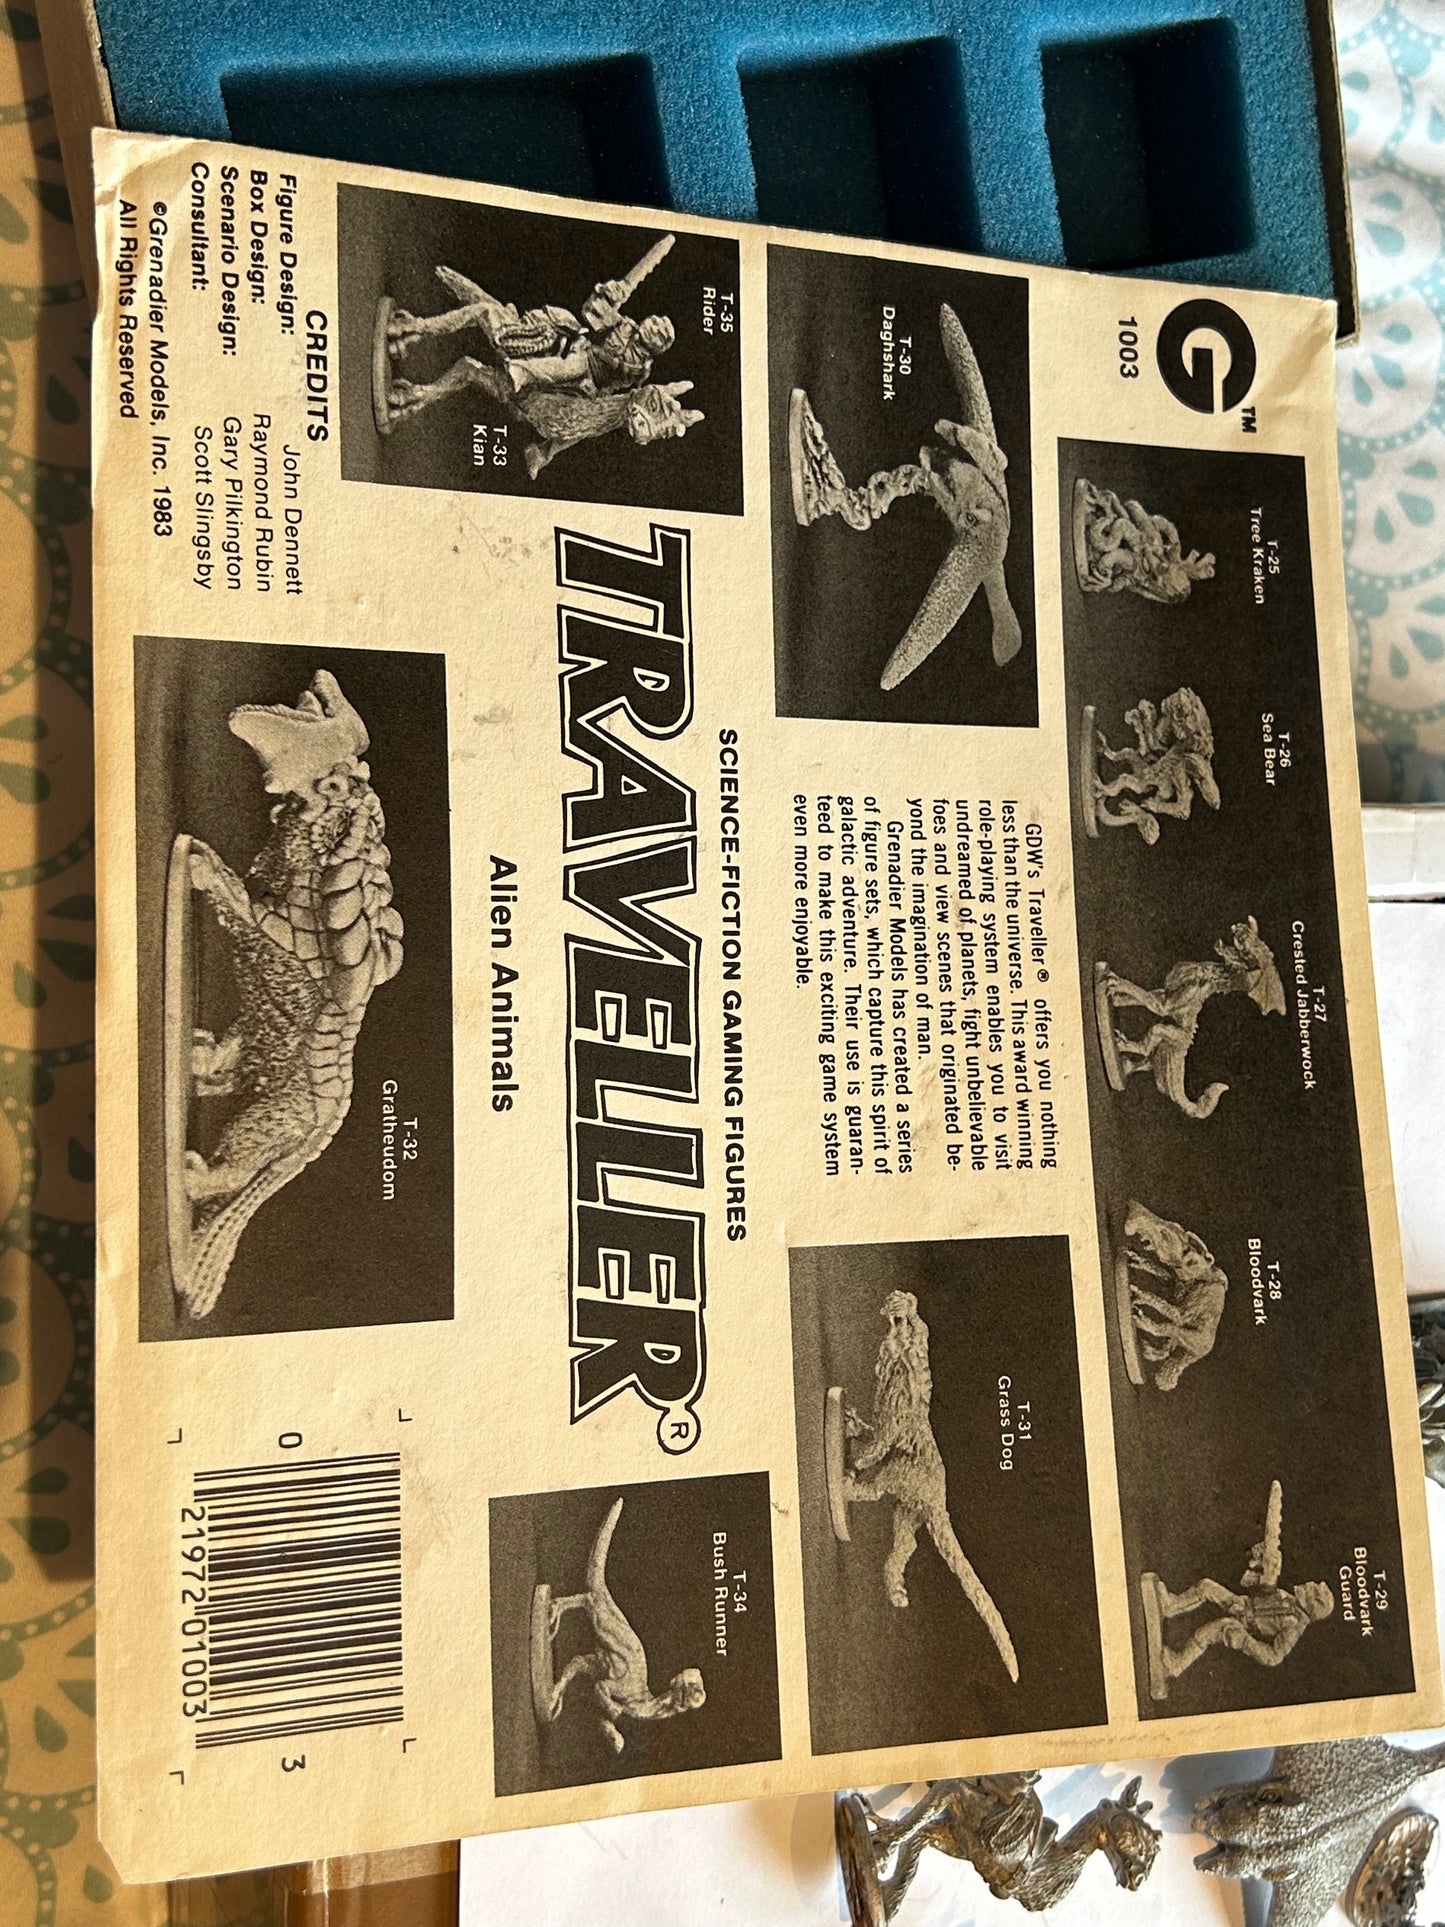 G™
1003
T-25
Tree Kraken
T-26
Sea Bear
T-27
Crested Jabberwock
T-28
Bloodvark
T-29
Bloodvark
Guard
T-30
Daghshark
GDW's Traveller® offers you nothing
less than the universe. This award winning
role-playing system enables you to visit
undreamed of planets, fight unbelievable
foes and view scenes that originated be-
yond the imagination of man.
Grenadier Models has created a series
of figure sets, which capture this spirit of
galactic adventure. Their use is guaran-
teed to make this exciting game system
even more enjoyable.
T-31
Grass Dog
T-35
Rider
T-33
Kian
SCIENCE-FICTION GAMING FIGURES
TRAVELLER®
Alien Animals
T-34
Bush Runner
T-32
Gratheudom
CREDITS
Figure Design: John Dennett
Box Design: Raymond Rubin
Scenario Design: Gary Pilkington
Consultant: Scott Slingsby
©Grenadier Models, Inc. 1983
All Rights Reserved
0 21972 01003 3